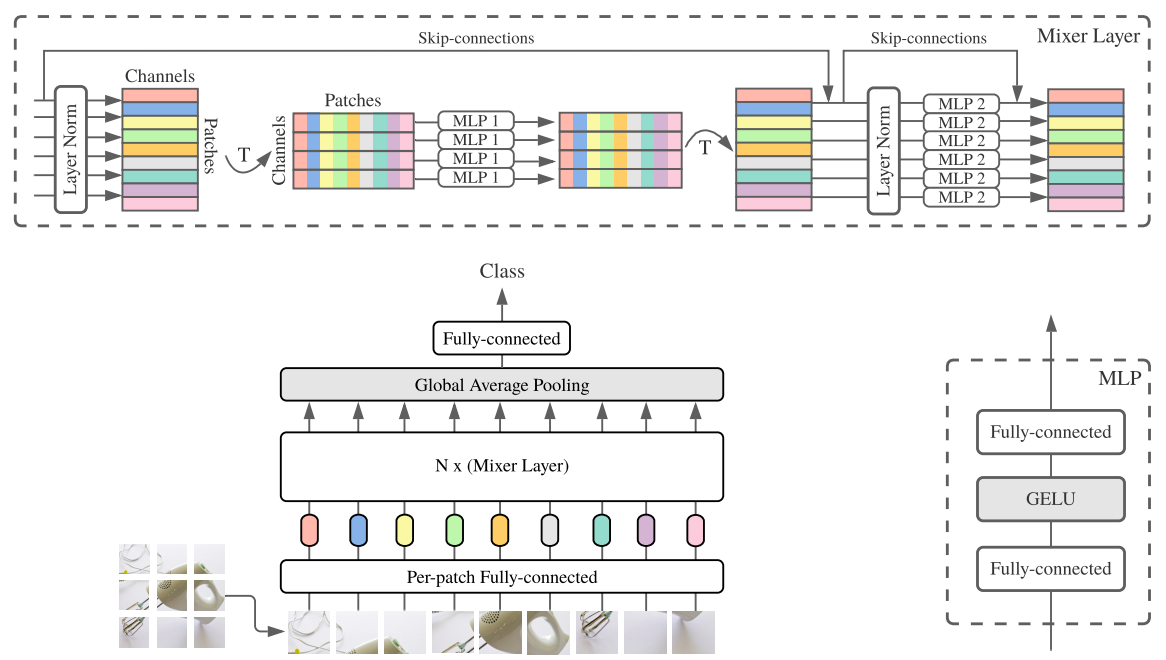 Skip-connections
Skip-connections
Mixer Layer
Channels
Patches
Layer Norm
Patches
T
Channels
MLP 1
MLP 1
MLP 1
MLP 1
T
Layer Norm
MLP 2
MLP 2
MLP 2
MLP 2
MLP 2
MLP 2
Class
Fully-connected
Global Average Pooling
N x (Mixer Layer)
Per-patch Fully-connected
MLP
Fully-connected
GELU
Fully-connected